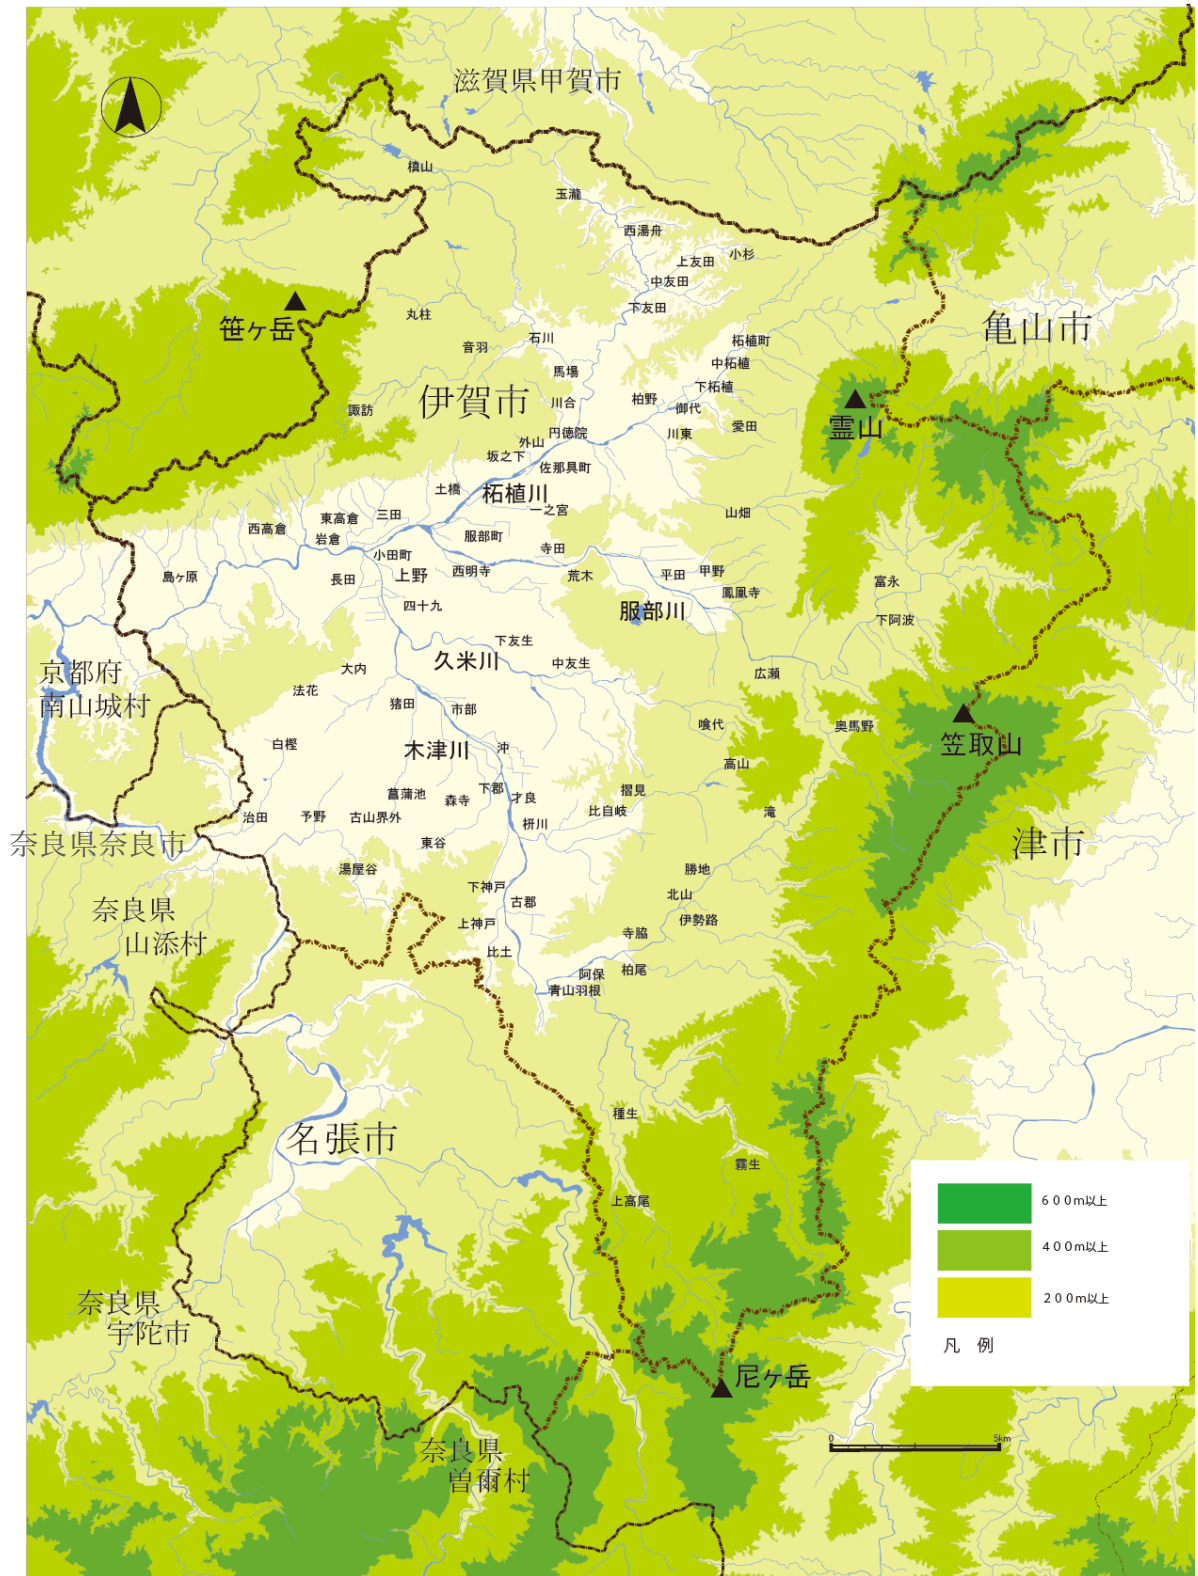 滋賀県甲賀市
槙山
玉瀧
西湯舟
小杉
上友田
中友田
下友田
笹ヶ岳
丸柱
亀山市
石川
柘植町
音羽
中柘植
馬場
下柘植
伊賀市
霊山
柏野
川合
御代
諏訪
愛田
円徳院
川東
外山
坂之下
佐那具町
土橋
柘植川
一之宮
山畑
三田
東高倉
西高倉
服部町
岩倉
寺田
小田町
島ヶ原
長田
上野
西明寺
荒木
平田
甲野
富永
鳳凰寺
四十九
服部川
下阿波
下友生
久米川
中友生
大内
広瀬
京都府
南山城村
法花
猪田
市部
喰代
奥馬野
笠取山
白樫
木津川
沖
高山
下郡
摺見
菖蒲池
森寺
才良
比自岐
滝
治田
予野
古山界外
枅川
奈良県奈良市
東谷
津市
湯屋谷
勝地
下神戸
北山
古郡
奈良県
山添村
上神戸
伊勢路
寺脇
比土
柏尾
阿保
青山羽根
種生
名張市
霧生
上高尾
６００m以上
４００m以上
２００m以上
凡 例
奈良県
宇陀市
尼ヶ岳
0 5km
奈良県
曽爾村